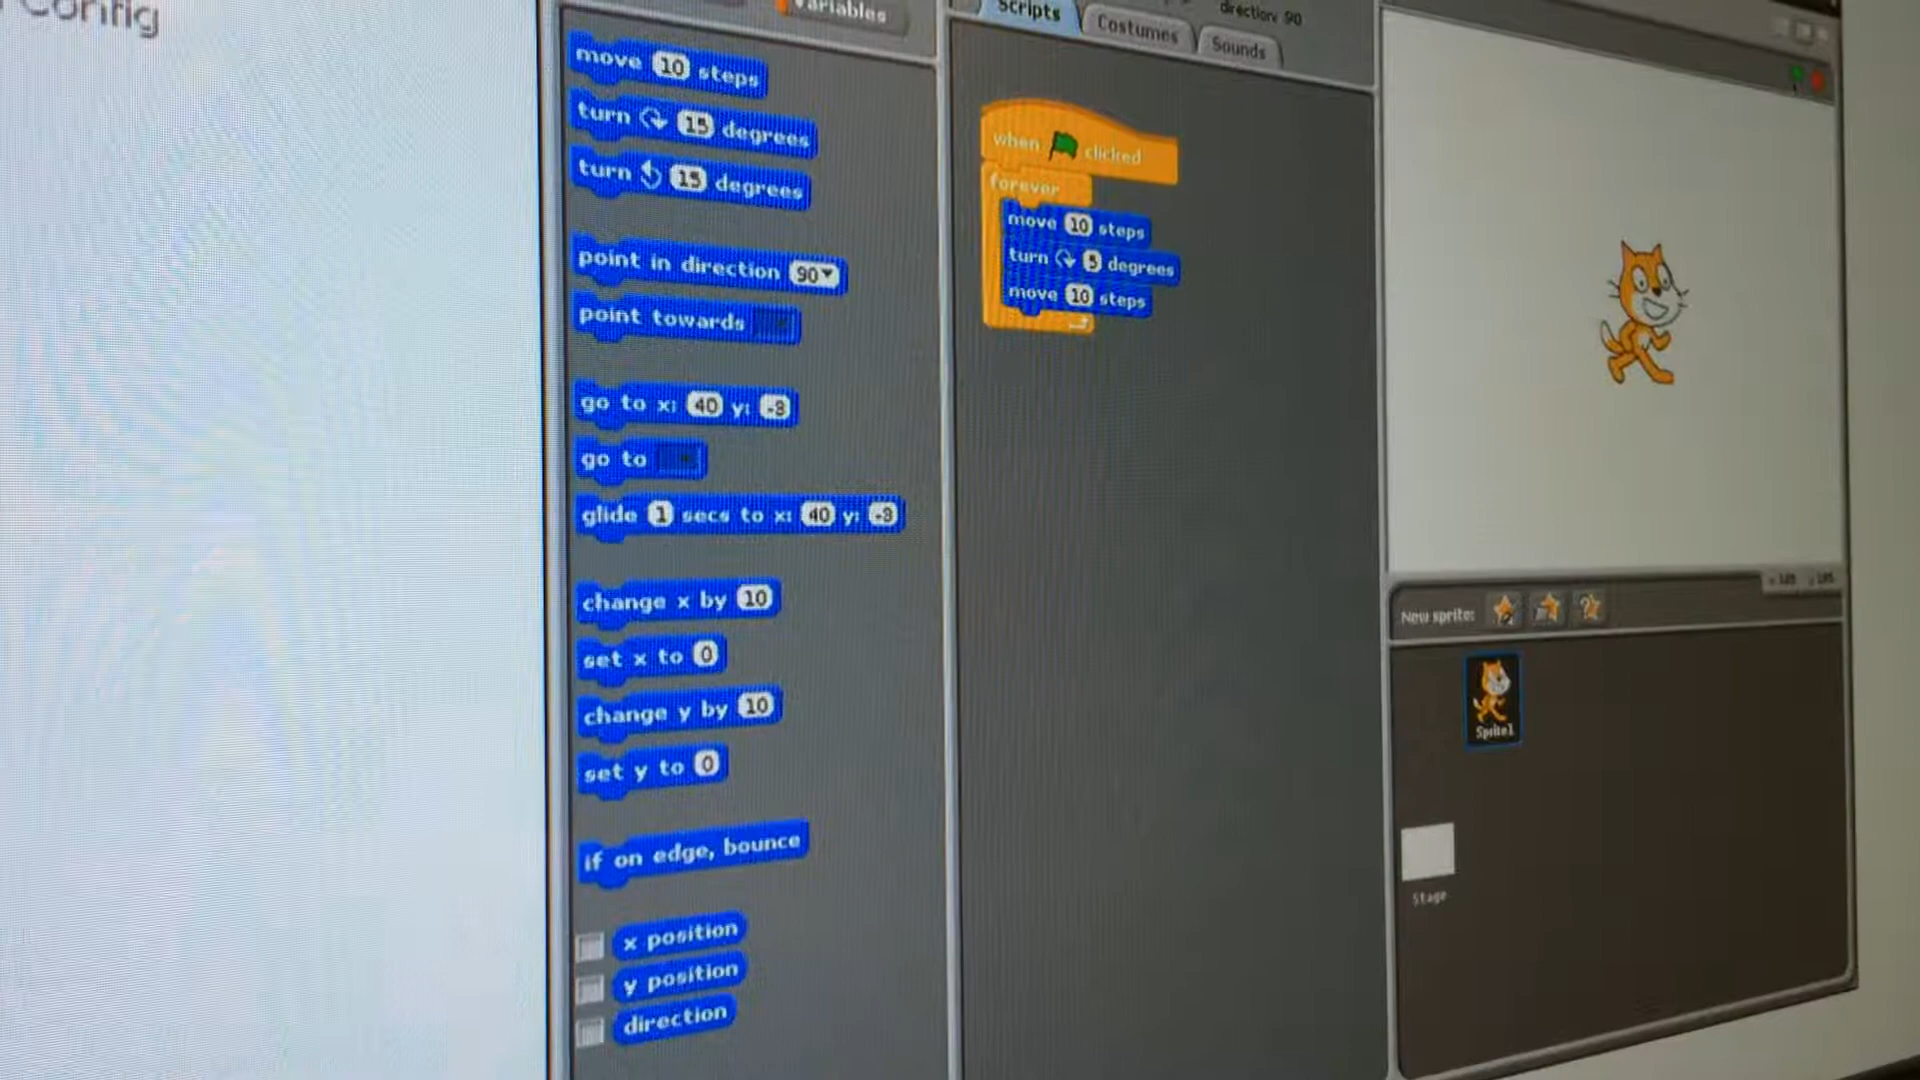 Config
Variables
move 10 steps
turn 15 degrees
turn 15 degrees
point in direction 90
point towards
go to x: 40 y: -3
go to
glide 1 secs to x: 40 y: -3
change x by 10
set x to 0
change y by 10
set y to 0
if on edge, bounce
x position
y position
direction
direction: 90
Scripts Costumes Sounds
when clicked
forever
move 10 steps
turn 5 degrees
move 10 steps
New sprite:
Sprite1
Stage